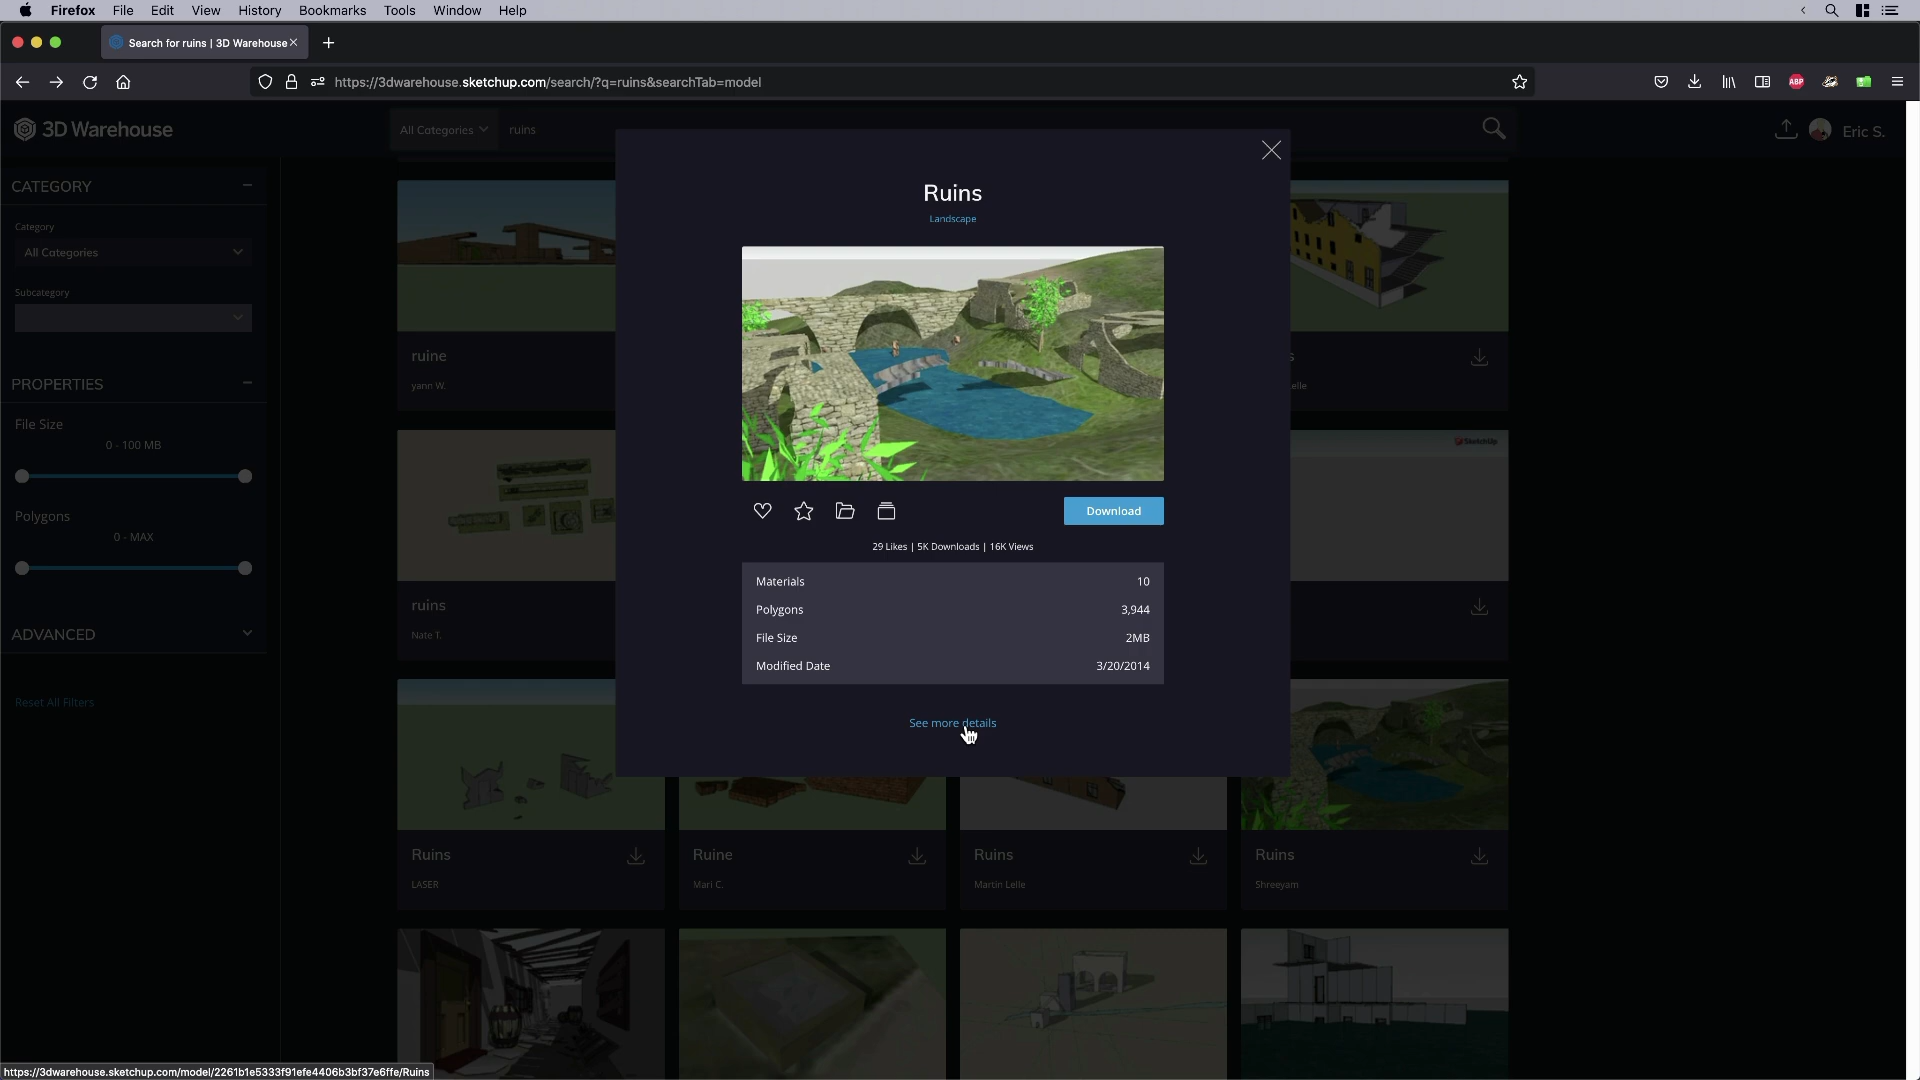 Firefox File Edit View History Bookmarks Tools Window Help
Search for ruins | 3D Warehouse
https://3dwarehouse.sketchup.com/search/?q=ruins&searchTab=model
ABP
3D Warehouse
All Categories
ruins
Eric S.
CATEGORY
Category
All Categories
Subcategory
PROPERTIES
File Size
0 - 100 MB
Polygons
0 - MAX
ADVANCED
Reset All Filters
Ruins
Landscape
Download
29 Likes | 5K Downloads | 16K Views
Materials 10
Polygons 3,944
File Size 2MB
Modified Date 3/20/2014
See more details
ruine
yann W.
s
elle
SketchUp
ruins
Nate T.
Ruins
LASER
Ruine
Mari C.
Ruins
Martin Lelle
Ruins
Shreeyam
https://3dwarehouse.sketchup.com/model/2261b1e5333f91efe4406b3bf37e6ffe/Ruins